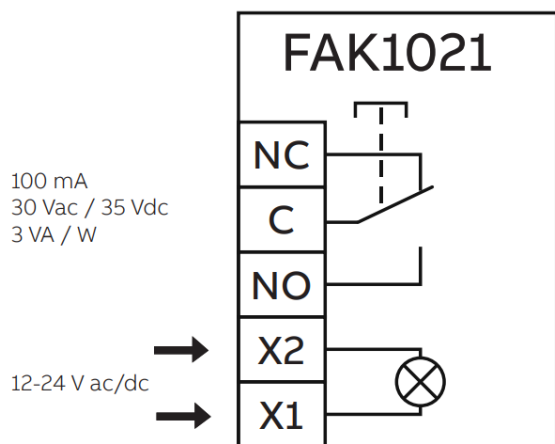 FAK1021
NC
100 mA
30 Vac / 35 Vdc
3 VA / W
C
NO
X2
12-24 V ac/dc
X1